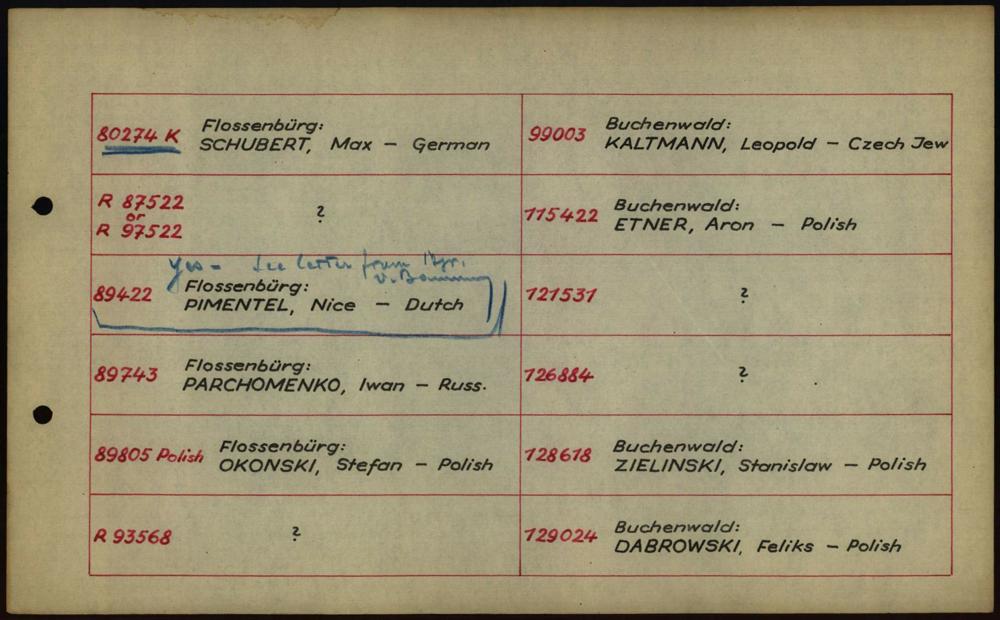 80274 K Flossenbürg:
SCHUBERT, Max – German
R 87522
or
R 97522
?
Yes – see letter from
89422 Flossenbürg:
PIMENTEL, Nice – Dutch
89743 Flossenbürg:
PARCHOMENKO, Iwan – Russ.
89805 Polish Flossenbürg:
OKONSKI, Stefan – Polish
R 93568 ?
99003 Buchenwald:
KALTMANN, Leopold – Czech Jew
115422 Buchenwald:
ETNER, Aron – Polish
121531 ?
126884 ?
128618 Buchenwald:
ZIELINSKI, Stanislaw – Polish
129024 Buchenwald:
DABROWSKI, Feliks – Polish